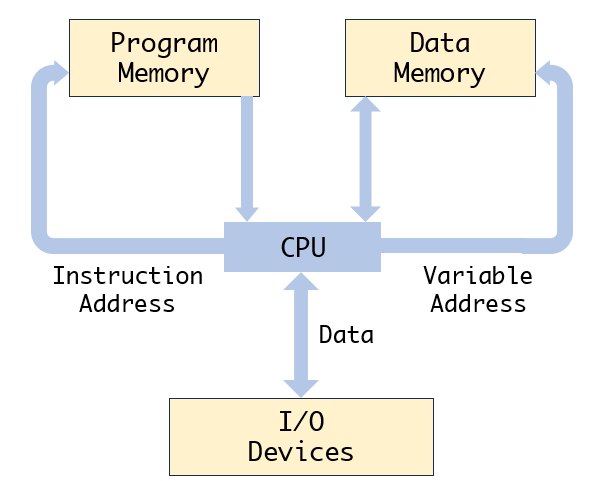 Program
Memory
Data
Memory
CPU
Instruction
Address
Variable
Address
Data
I/O
Devices